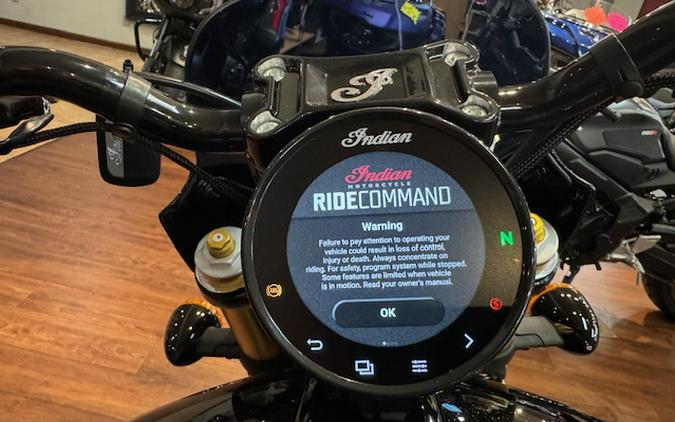 Indian
Indian
MOTORCYCLE
RIDECOMMAND
Warning
Failure to pay attention to operating your
vehicle could result in loss of control,
injury or death. Always concentrate on
riding. For safety, program system while stopped.
Some features are limited when vehicle
is in motion. Read your owner's manual.
N
ABS
S
OK